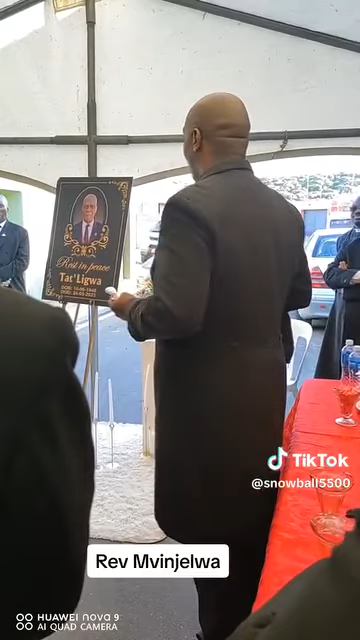 Rest in peace
Tat'Ligwa
TikTok
@snowball5500
Rev Mvinjelwa
HUAWEI nova 9
AI QUAD CAMERA